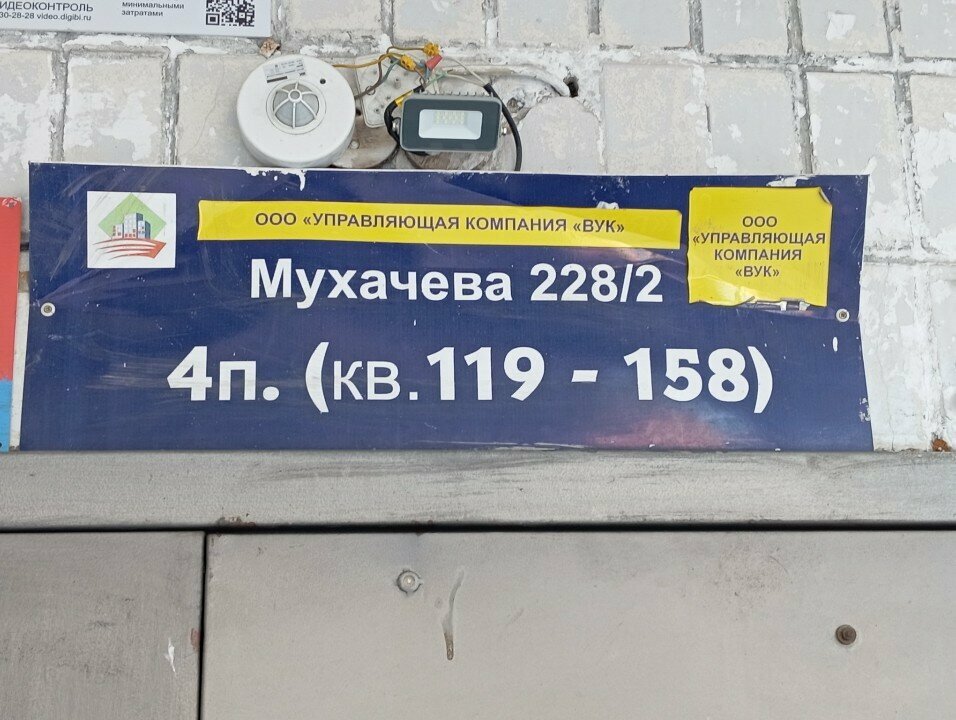 ИДЕОКОНТРОЛЬ
30-28-28 video.digibi.ru
минимальными
затратами
ООО «УПРАВЛЯЮЩАЯ КОМПАНИЯ «ВУК»
ООО
«УПРАВЛЯЮЩАЯ
КОМПАНИЯ
«ВУК»
Мухачева 228/2
4п. (кв.119 - 158)